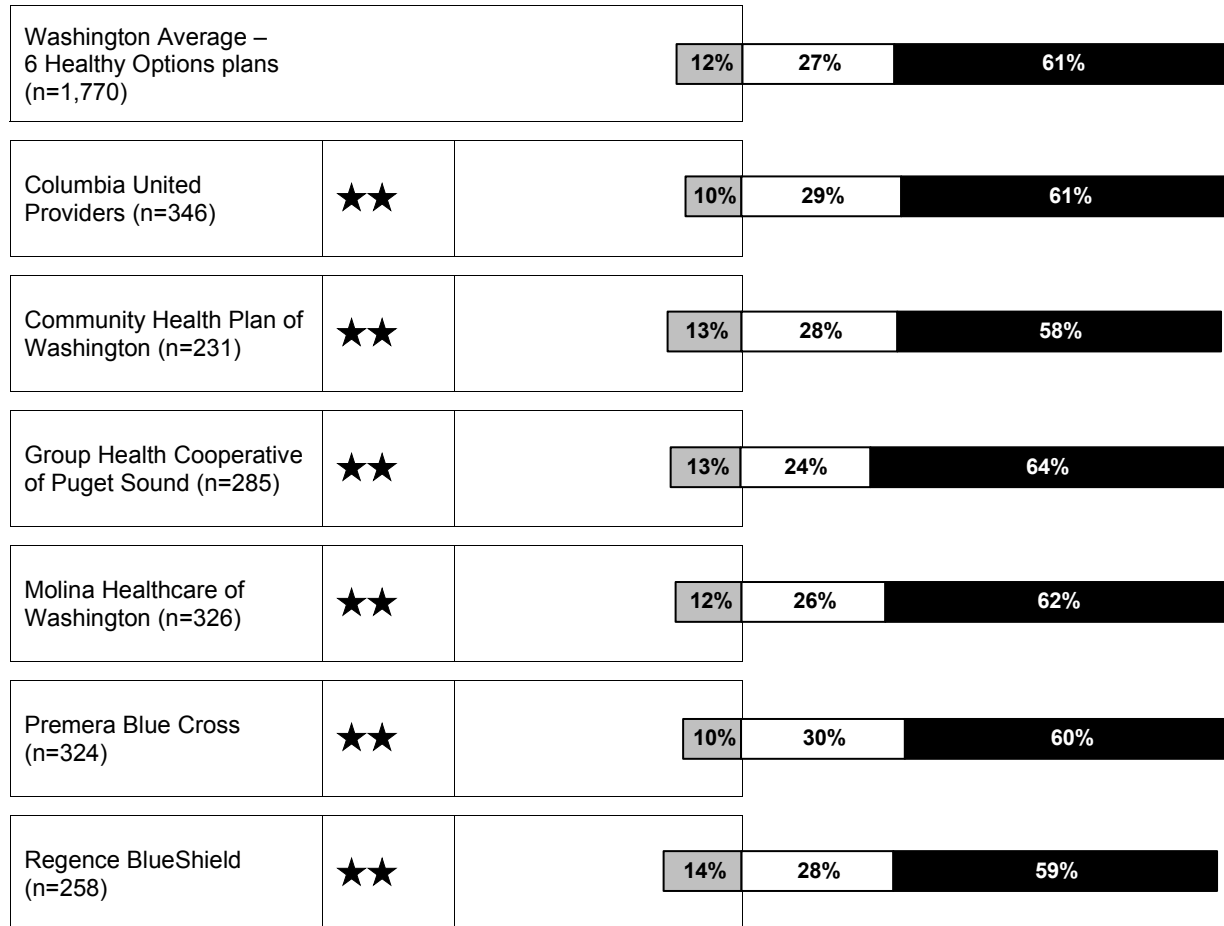 Washington Average –
6 Healthy Options plans
(n=1,770)
12% 27% 61%
Columbia United
Providers (n=346)
★★
10% 29% 61%
Community Health Plan of
Washington (n=231)
★★
13% 28% 58%
Group Health Cooperative
of Puget Sound (n=285)
★★
13% 24% 64%
Molina Healthcare of
Washington (n=326)
★★
12% 26% 62%
Premera Blue Cross
(n=324)
★★
10% 30% 60%
Regence BlueShield
(n=258)
★★
14% 28% 59%